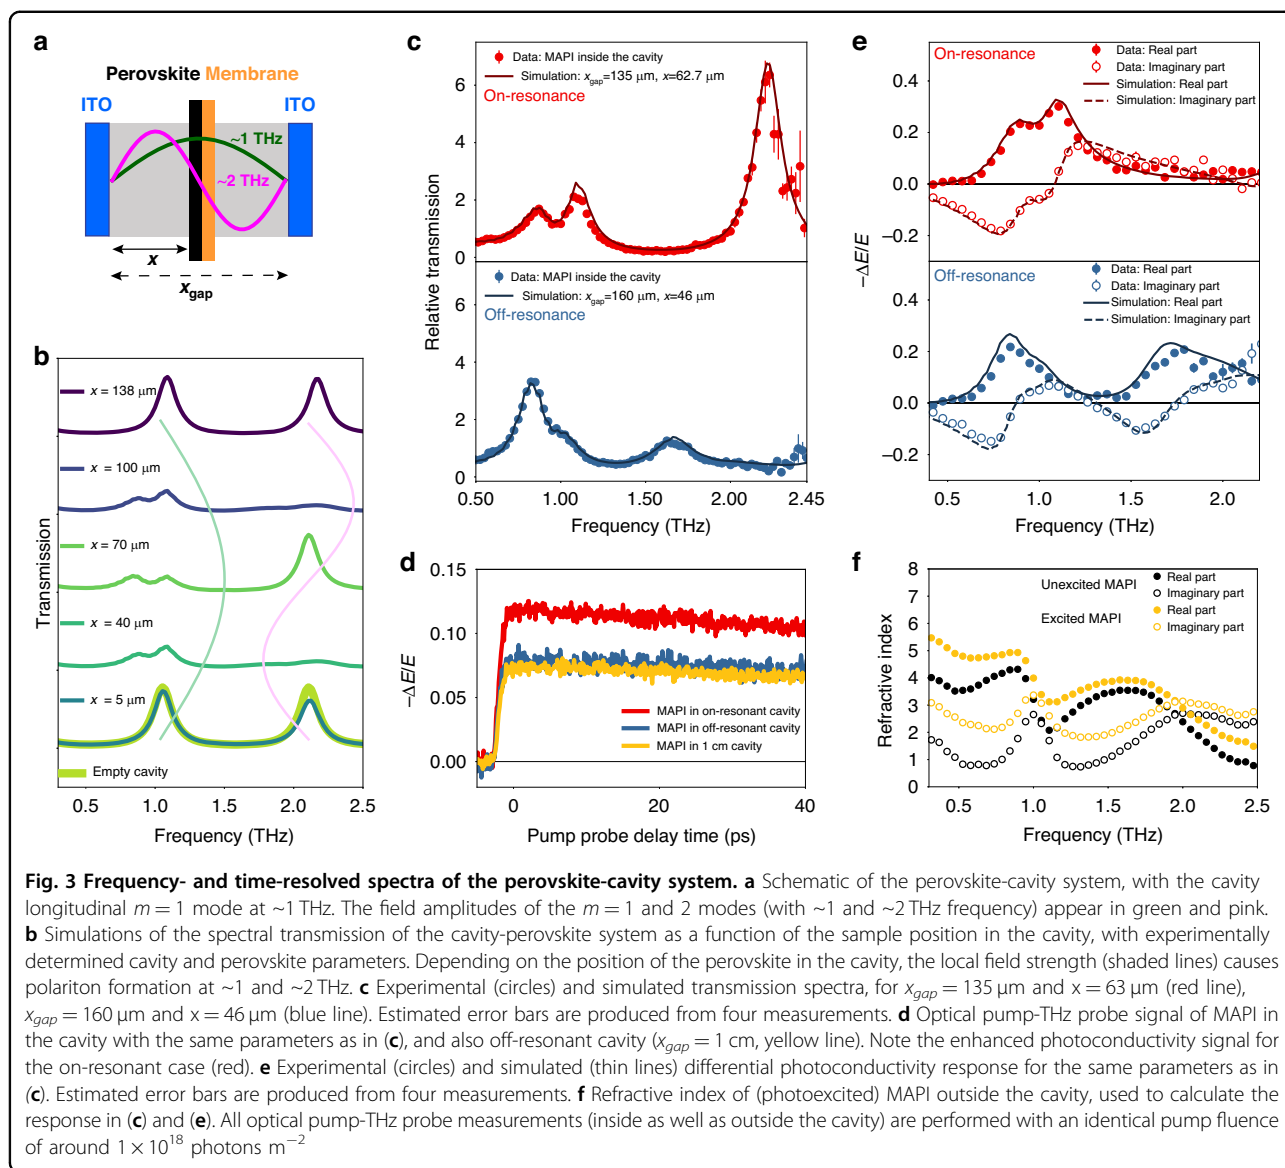 a
Perovskite Membrane
ITO
ITO
~1 THz
~2 THz
x
xgap
b
x = 138 µm
x = 100 µm
x = 70 µm
x = 40 µm
x = 5 µm
Empty cavity
Transmission
0.5 1.0 1.5 2.0 2.5
Frequency (THz)
c
Data: MAPI inside the cavity
Simulation: xgap=135 µm, x=62.7 µm
On-resonance
6
4
2
0
Relative transmission
Data: MAPI inside the cavity
Simulation: xgap=160 µm, x=46 µm
Off-resonance
6
4
2
0
0.50 1.00 1.50 2.00 2.45
Frequency (THz)
d
0.15
0.10
0.05
0.00
−ΔE/E
MAPI in on-resonant cavity
MAPI in off-resonant cavity
MAPI in 1 cm cavity
0 20 40
Pump probe delay time (ps)
e
On-resonance
Data: Real part
Data: Imaginary part
Simulation: Real part
Simulation: Imaginary part
0.4
0.2
0.0
−0.2
−ΔE/E
Off-resonance
Data: Real part
Data: Imaginary part
Simulation: Real part
Simulation: Imaginary part
0.4
0.2
0.0
−0.2
0.5 1.0 1.5 2.0
Frequency (THz)
f
Unexcited MAPI
Real part
Imaginary part
Excited MAPI
Real part
Imaginary part
8
7
6
5
4
3
2
1
0
Refractive index
0.5 1.0 1.5 2.0 2.5
Frequency (THz)
Fig. 3 Frequency- and time-resolved spectra of the perovskite-cavity system. a Schematic of the perovskite-cavity system, with the cavity
longitudinal m = 1 mode at ~1 THz. The field amplitudes of the m = 1 and 2 modes (with ~1 and ~2 THz frequency) appear in green and pink.
b Simulations of the spectral transmission of the cavity-perovskite system as a function of the sample position in the cavity, with experimentally
determined cavity and perovskite parameters. Depending on the position of the perovskite in the cavity, the local field strength (shaded lines) causes
polariton formation at ~1 and ~2 THz. c Experimental (circles) and simulated transmission spectra, for xgap = 135 µm and x = 63 µm (red line),
xgap = 160 µm and x = 46 µm (blue line). Estimated error bars are produced from four measurements. d Optical pump-THz probe signal of MAPI in
the cavity with the same parameters as in (c), and also off-resonant cavity (xgap = 1 cm, yellow line). Note the enhanced photoconductivity signal for
the on-resonant case (red). e Experimental (circles) and simulated (thin lines) differential photoconductivity response for the same parameters as in
(c). Estimated error bars are produced from four measurements. f Refractive index of (photoexcited) MAPI outside the cavity, used to calculate the
response in (c) and (e). All optical pump-THz probe measurements (inside as well as outside the cavity) are performed with an identical pump fluence
of around 1 × 10¹⁸ photons m⁻²